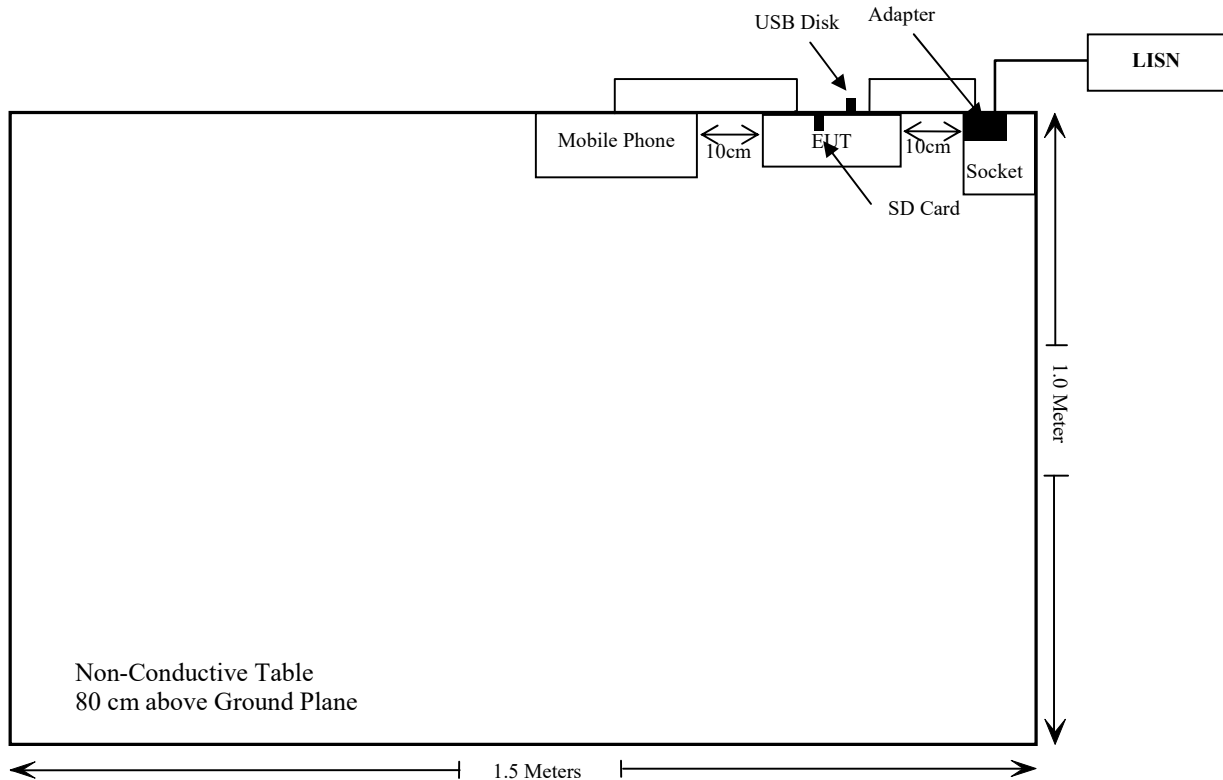 USB Disk
Adapter
LISN
Mobile Phone
10cm
EUT
10cm
Socket
SD Card
1.0 Meter
Non-Conductive Table
80 cm above Ground Plane
1.5 Meters